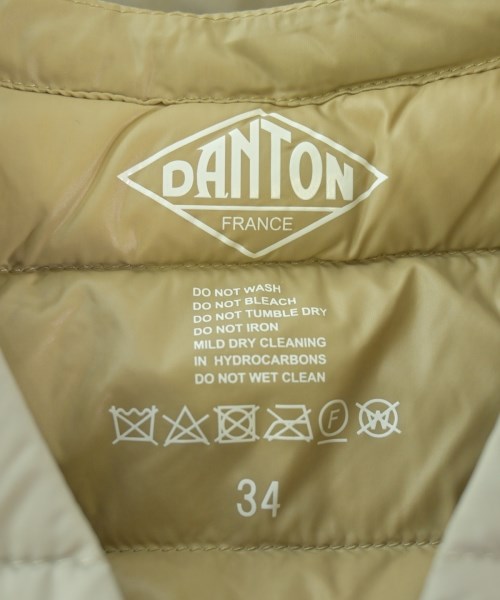 DANTON
FRANCE
DO NOT WASH
DO NOT BLEACH
DO NOT TUMBLE DRY
DO NOT IRON
MILD DRY CLEANING
IN HYDROCARBONS
DO NOT WET CLEAN
F W
34